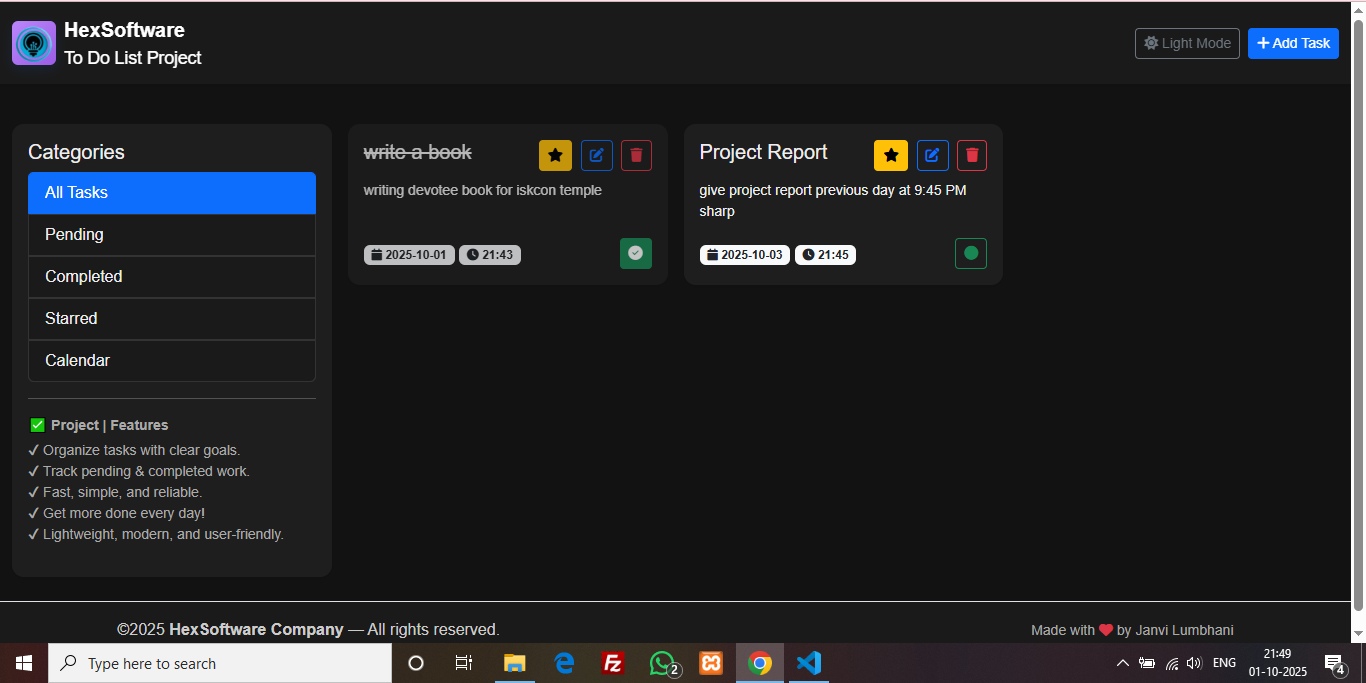 HexSoftware
To Do List Project
Light Mode
Add Task
Categories
All Tasks
Pending
Completed
Starred
Calendar
✅ Project | Features
✓ Organize tasks with clear goals.
✓ Track pending & completed work.
✓ Fast, simple, and reliable.
✓ Get more done every day!
✓ Lightweight, modern, and user-friendly.
write a book
writing devotee book for iskcon temple
2025-10-01 21:43
Project Report
give project report previous day at 9:45 PM
sharp
2025-10-03 21:45
©2025 HexSoftware Company — All rights reserved.
Made with ❤ by Janvi Lumbhani
Type here to search
2
ENG
21:49
01-10-2025
4